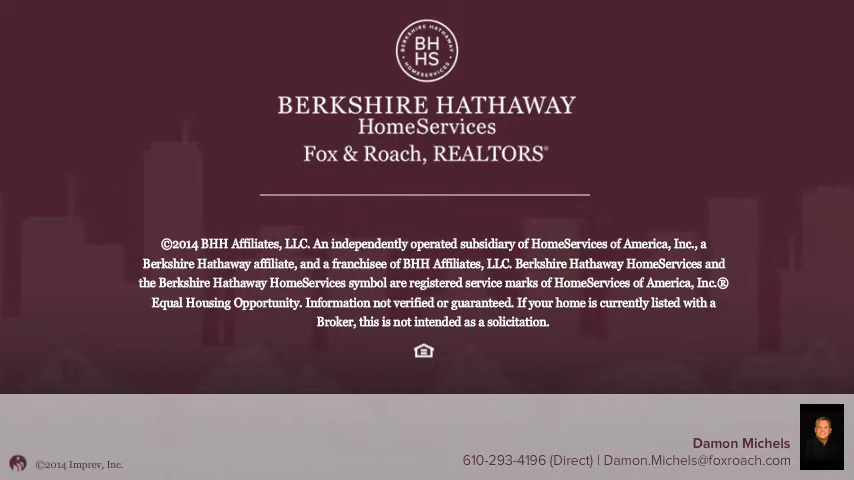 BERKSHIRE HATHAWAY
HOMESERVICES
BH
HS
BERKSHIRE HATHAWAY
HomeServices
Fox & Roach, REALTORS®
©2014 BHH Affiliates, LLC. An independently operated subsidiary of HomeServices of America, Inc., a
Berkshire Hathaway affiliate, and a franchisee of BHH Affiliates, LLC. Berkshire Hathaway HomeServices and
the Berkshire Hathaway HomeServices symbol are registered service marks of HomeServices of America, Inc.®
Equal Housing Opportunity. Information not verified or guaranteed. If your home is currently listed with a
Broker, this is not intended as a solicitation.
Damon Michels
610-293-4196 (Direct) | Damon.Michels@foxroach.com
©2014 Imprev, Inc.